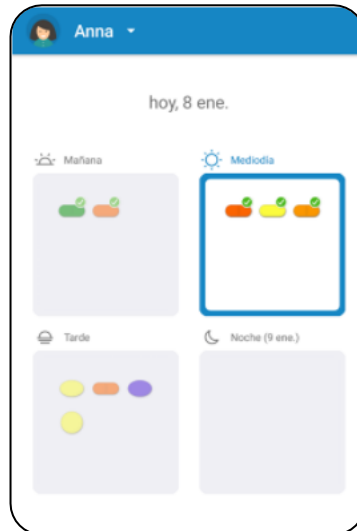 Anna
hoy, 8 ene.
Mañana
Mediodía
Tarde
Noche (9 ene.)